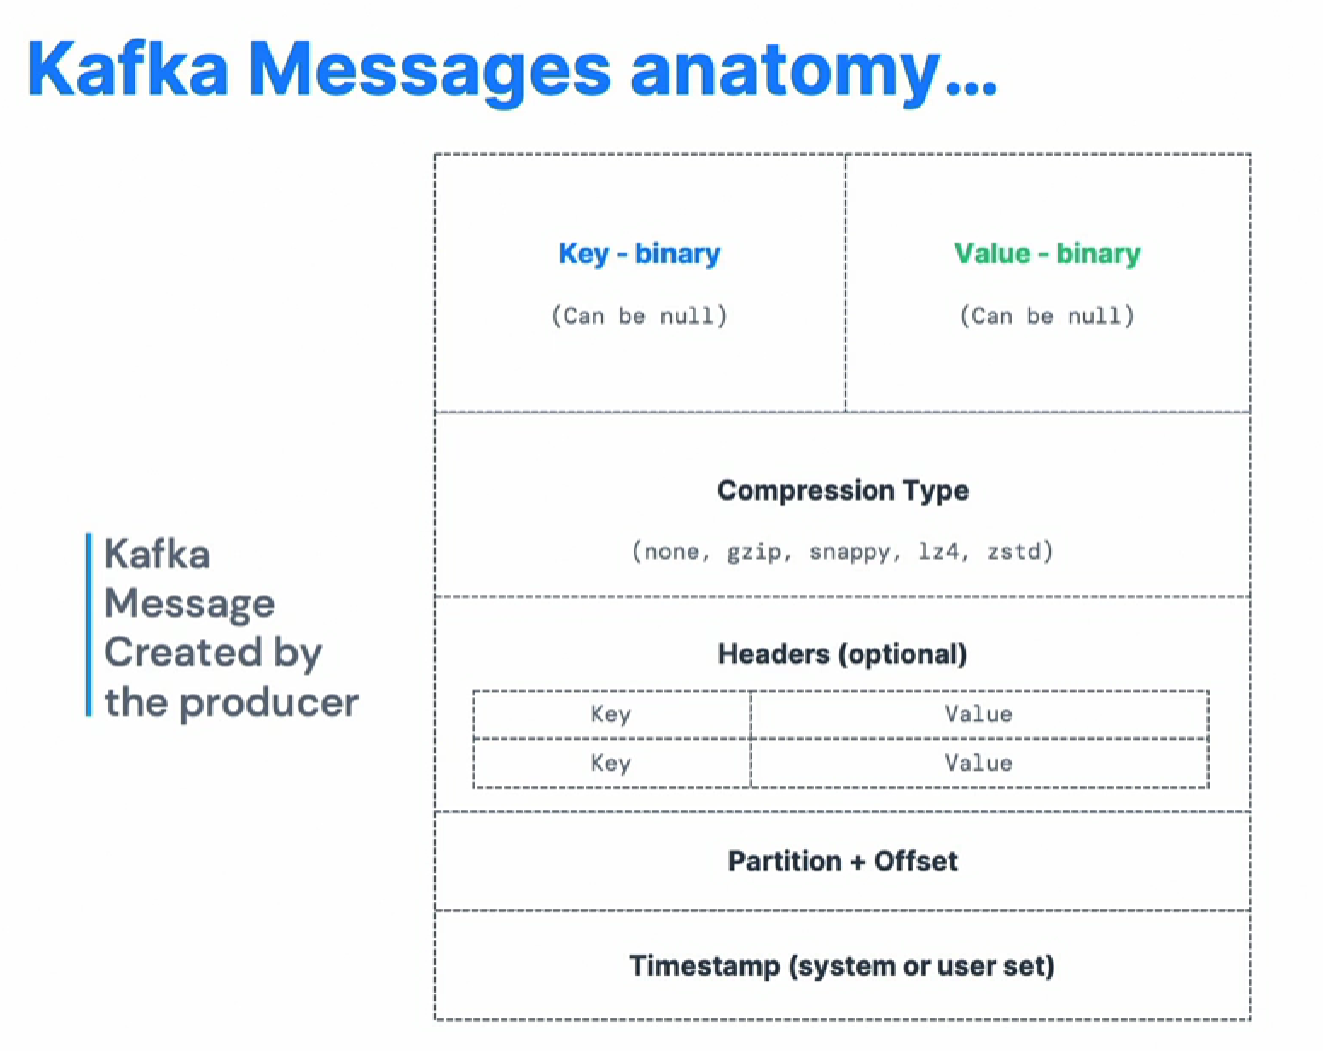 Kafka Messages anatomy...
Key - binary
Value - binary
(Can be null)
(Can be null)
Compression Type
(none, gzip, snappy, lz4, zstd)
Kafka
Message
Created by
the producer
Headers (optional)
Key
Value
Key
Value
Partition + Offset
Timestamp (system or user set)